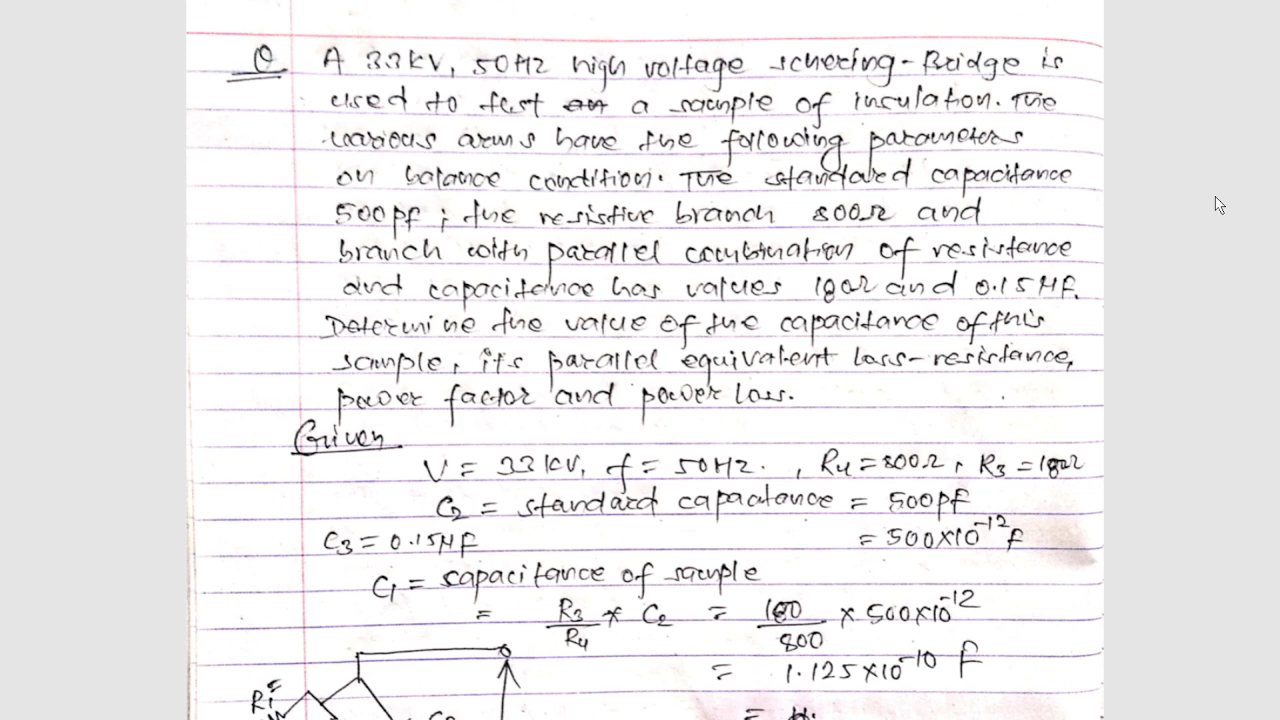 Q A 33kV, 50HZ high voltage schering-Bridge is
used to test a sample of insulation. The
various arms have the following parameters
on balance condition. The standard capacitance
500pf; the resistive branch 800Ω and
branch with parallel combination of resistance
and capacitance has values 180Ω and 0.15μF.
Determine the value of the capacitance of this
sample, its parallel equivalent loss-resistance,
power factor and power loss.
Given
V = 33kV, f = 50HZ. , R4 = 800Ω, R3 = 180Ω
C2 = standard capacitance = 500pf
C3 = 0.15μF = 500×10^-12 F
C1 = capacitance of sample
= R3/R4 * C2 = 180/800 × 500×10^-12
= 1.125×10^-10 F
R1 =
=